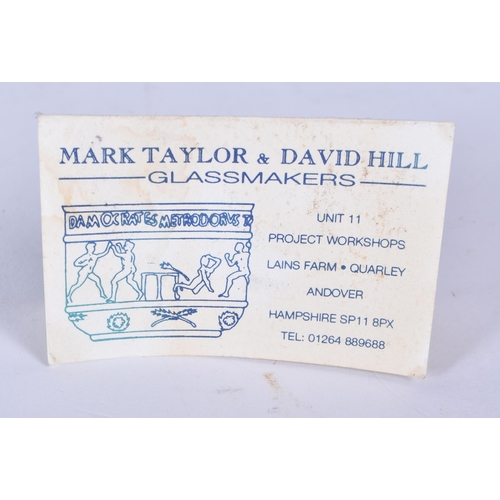 MARK TAYLOR & DAVID HILL
GLASSMAKERS
DAMOCRATES METRODORVS
UNIT 11
PROJECT WORKSHOPS
LAINS FARM • QUARLEY
ANDOVER
HAMPSHIRE SP11 8PX
TEL: 01264 889688